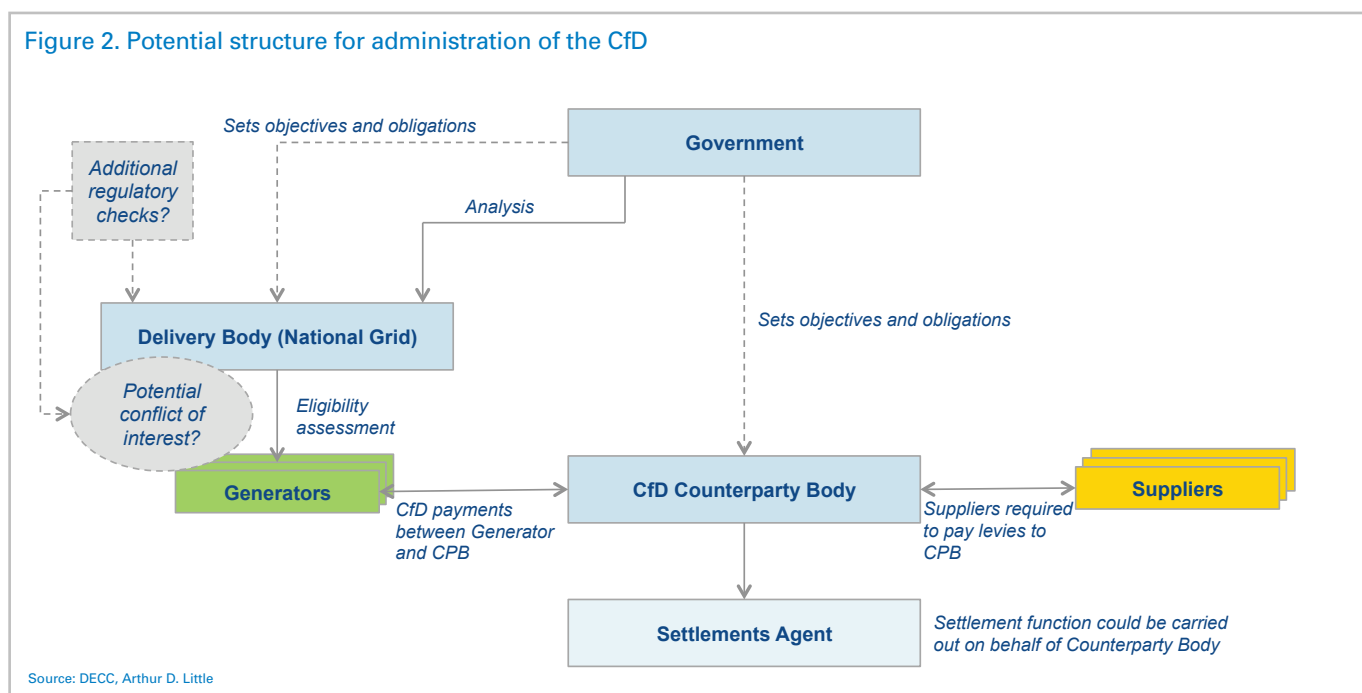 Figure 2. Potential structure for administration of the CfD
Sets objectives and obligations
Government
Additional
regulatory
checks?
Analysis
Delivery Body (National Grid)
Sets objectives and obligations
Potential
conflict of
interest?
Eligibility
assessment
Generators
CfD Counterparty Body
Suppliers
CfD payments
between Generator
and CPB
Suppliers required
to pay levies to
CPB
Settlements Agent
Settlement function could be carried
out on behalf of Counterparty Body
Source: DECC, Arthur D. Little